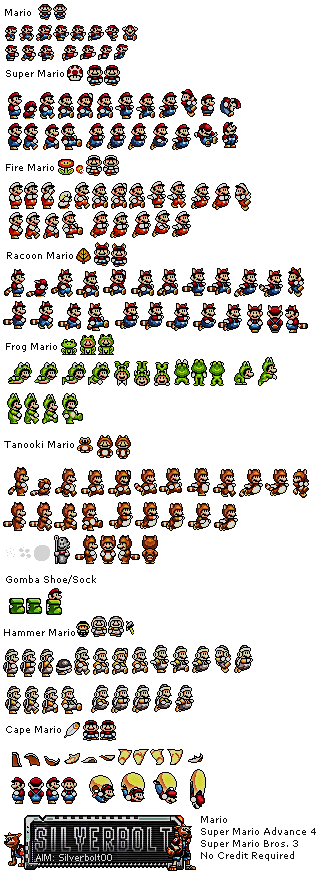 Mario
Super Mario
Fire Mario
Racoon Mario
Frog Mario
Tanooki Mario
Gomba Shoe/Sock
Hammer Mario
Cape Mario
SILVERBOLT
AIM: Silverbolt00
Mario
Super Mario Advance 4
Super Mario Bros. 3
No Credit Required